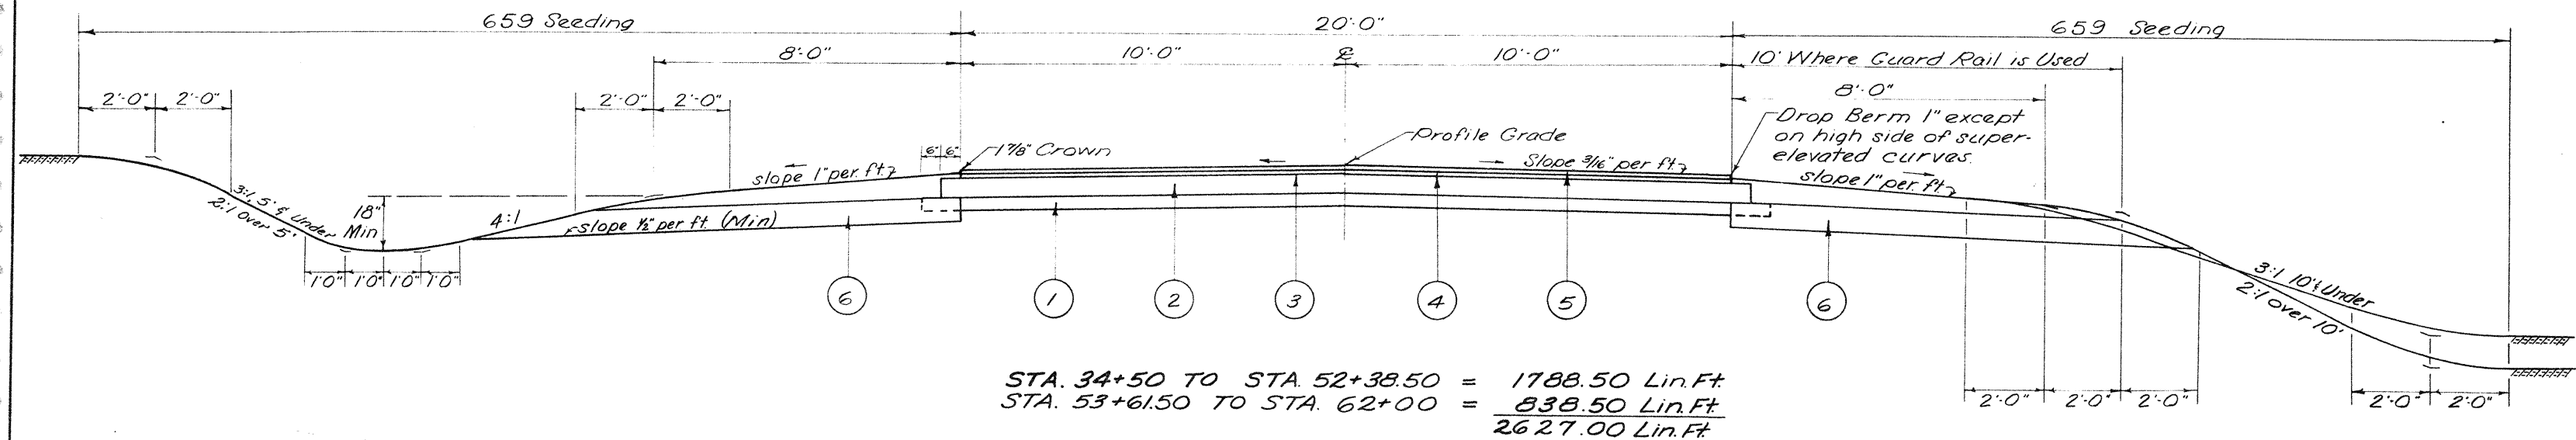 659 Seeding
20'-0"
659 Seeding
8'-0"
10'-0"
℄
10'-0"
10' Where Guard Rail is Used
2'-0" 2'-0"
2'-0" 2'-0"
8'-0"
Drop Berm 1" except
on high side of super-
elevated curves.
Profile Grade
6" 6"
1 7/8" Crown
slope 1" per. ft.
Slope 3/16" per ft.
slope 1" per. ft.
3:1, 5' & Under
2:1 over 5'
18"
Min
4:1
slope 1/2" per ft. (Min)
1'0" 1'0" 1'0" 1'0"
6
1
2
3
4
5
6
3:1 10' & Under
2:1 over 10'
STA. 34+50 TO STA. 52+38.50 = 1788.50 Lin. Ft.
STA. 53+61.50 TO STA. 62+00 = 838.50 Lin. Ft.
2627.00 Lin. Ft.
2'-0" 2'-0" 2'-0"
2'-0" 2'-0"